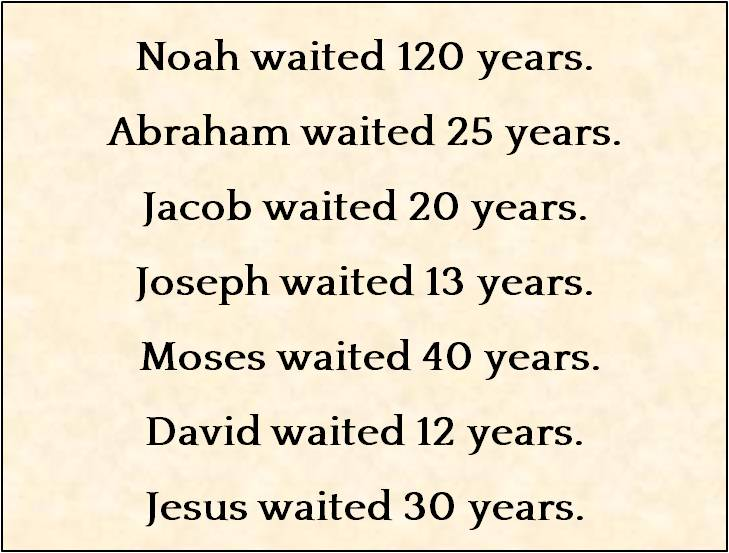 Noah waited 120 years.
Abraham waited 25 years.
Jacob waited 20 years.
Joseph waited 13 years.
Moses waited 40 years.
David waited 12 years.
Jesus waited 30 years.